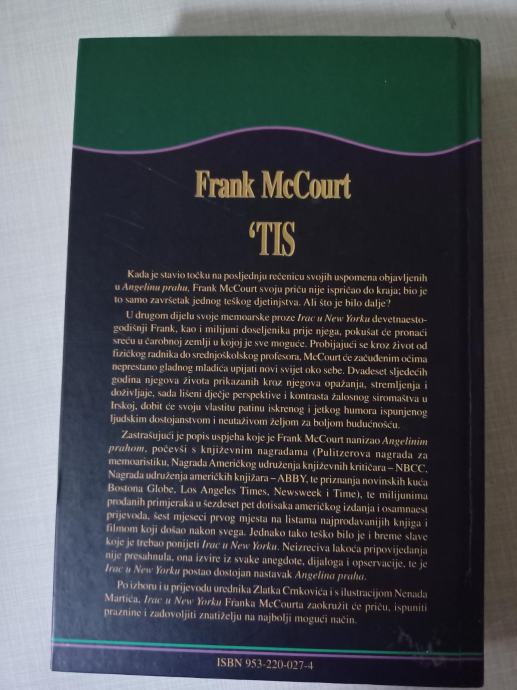 Frank McCourt
‘TIS
Kada je stavio točku na posljednju rečenicu svojih uspomena objavljenih
u Angelinu prahu, Frank McCourt svoju priču nije ispričao do kraja; bio je
to samo završetak jednog teškog djetinjstva. Ali što je bilo dalje?
U drugom dijelu svoje memoarske proze Irac u New Yorku devetnaesto-
godišnji Frank, kao i milijuni doseljenika prije njega, pokušat će pronaći
sreću u čarobnoj zemlji u kojoj je sve moguće. Probijajući se kroz život od
fizičkog radnika do srednjoškolskog profesora, McCourt će začuđenim očima
neprestano gladnog mladića upijati novi svijet oko sebe. Dvadeset sljedećih
godina njegova života prikazanih kroz njegova opažanja, stremljenja i
doživljaje, sada lišeni dječje perspektive i kontrasta žalosnog siromaštva u
Irskoj, dobit će svoju vlastitu patinu iskrenog i jetkog humora ispunjenog
ljudskim dostojanstvom i neutaživom željom za boljom budućnošću.
Zastrašujući je popis uspjeha koje je Frank McCourt nanizao Angelinim
prahom, počevši s književnim nagradama (Pulitzerova nagrada za
memoaristiku, Nagrada Američkog udruženja književnih kritičara – NBCC,
Nagrada udruženja američkih knjižara – ABBY, te priznanja novinskih kuća
Bostona Globe, Los Angeles Times, Newsweek i Time), te milijunima
prodanih primjeraka u šezdeset pet dotisaka američkog izdanja i osamnaest
prijevoda, šest mjeseci prvog mjesta na listama najprodavanijih knjiga i
filmom koji došao nakon svega. Jednako tako teško bilo je i breme slave
koje je trebao ponijeti Irac u New Yorku. Neizreciva lakoća pripovijedanja
nije presahnula, ona izvire iz svake anegdote, dijaloga i opservacije, te je
Irac u New Yorku postao dostojan nastavak Angelina praha.
Po izboru i u prijevodu urednika Zlatka Crnkovića i s ilustracijom Nenada
Martića, Irac u New Yorku Franka McCourta zaokružit će priču, ispuniti
praznine i zadovoljiti znatiželju na najbolji mogući način.
ISBN 953-220-027-4